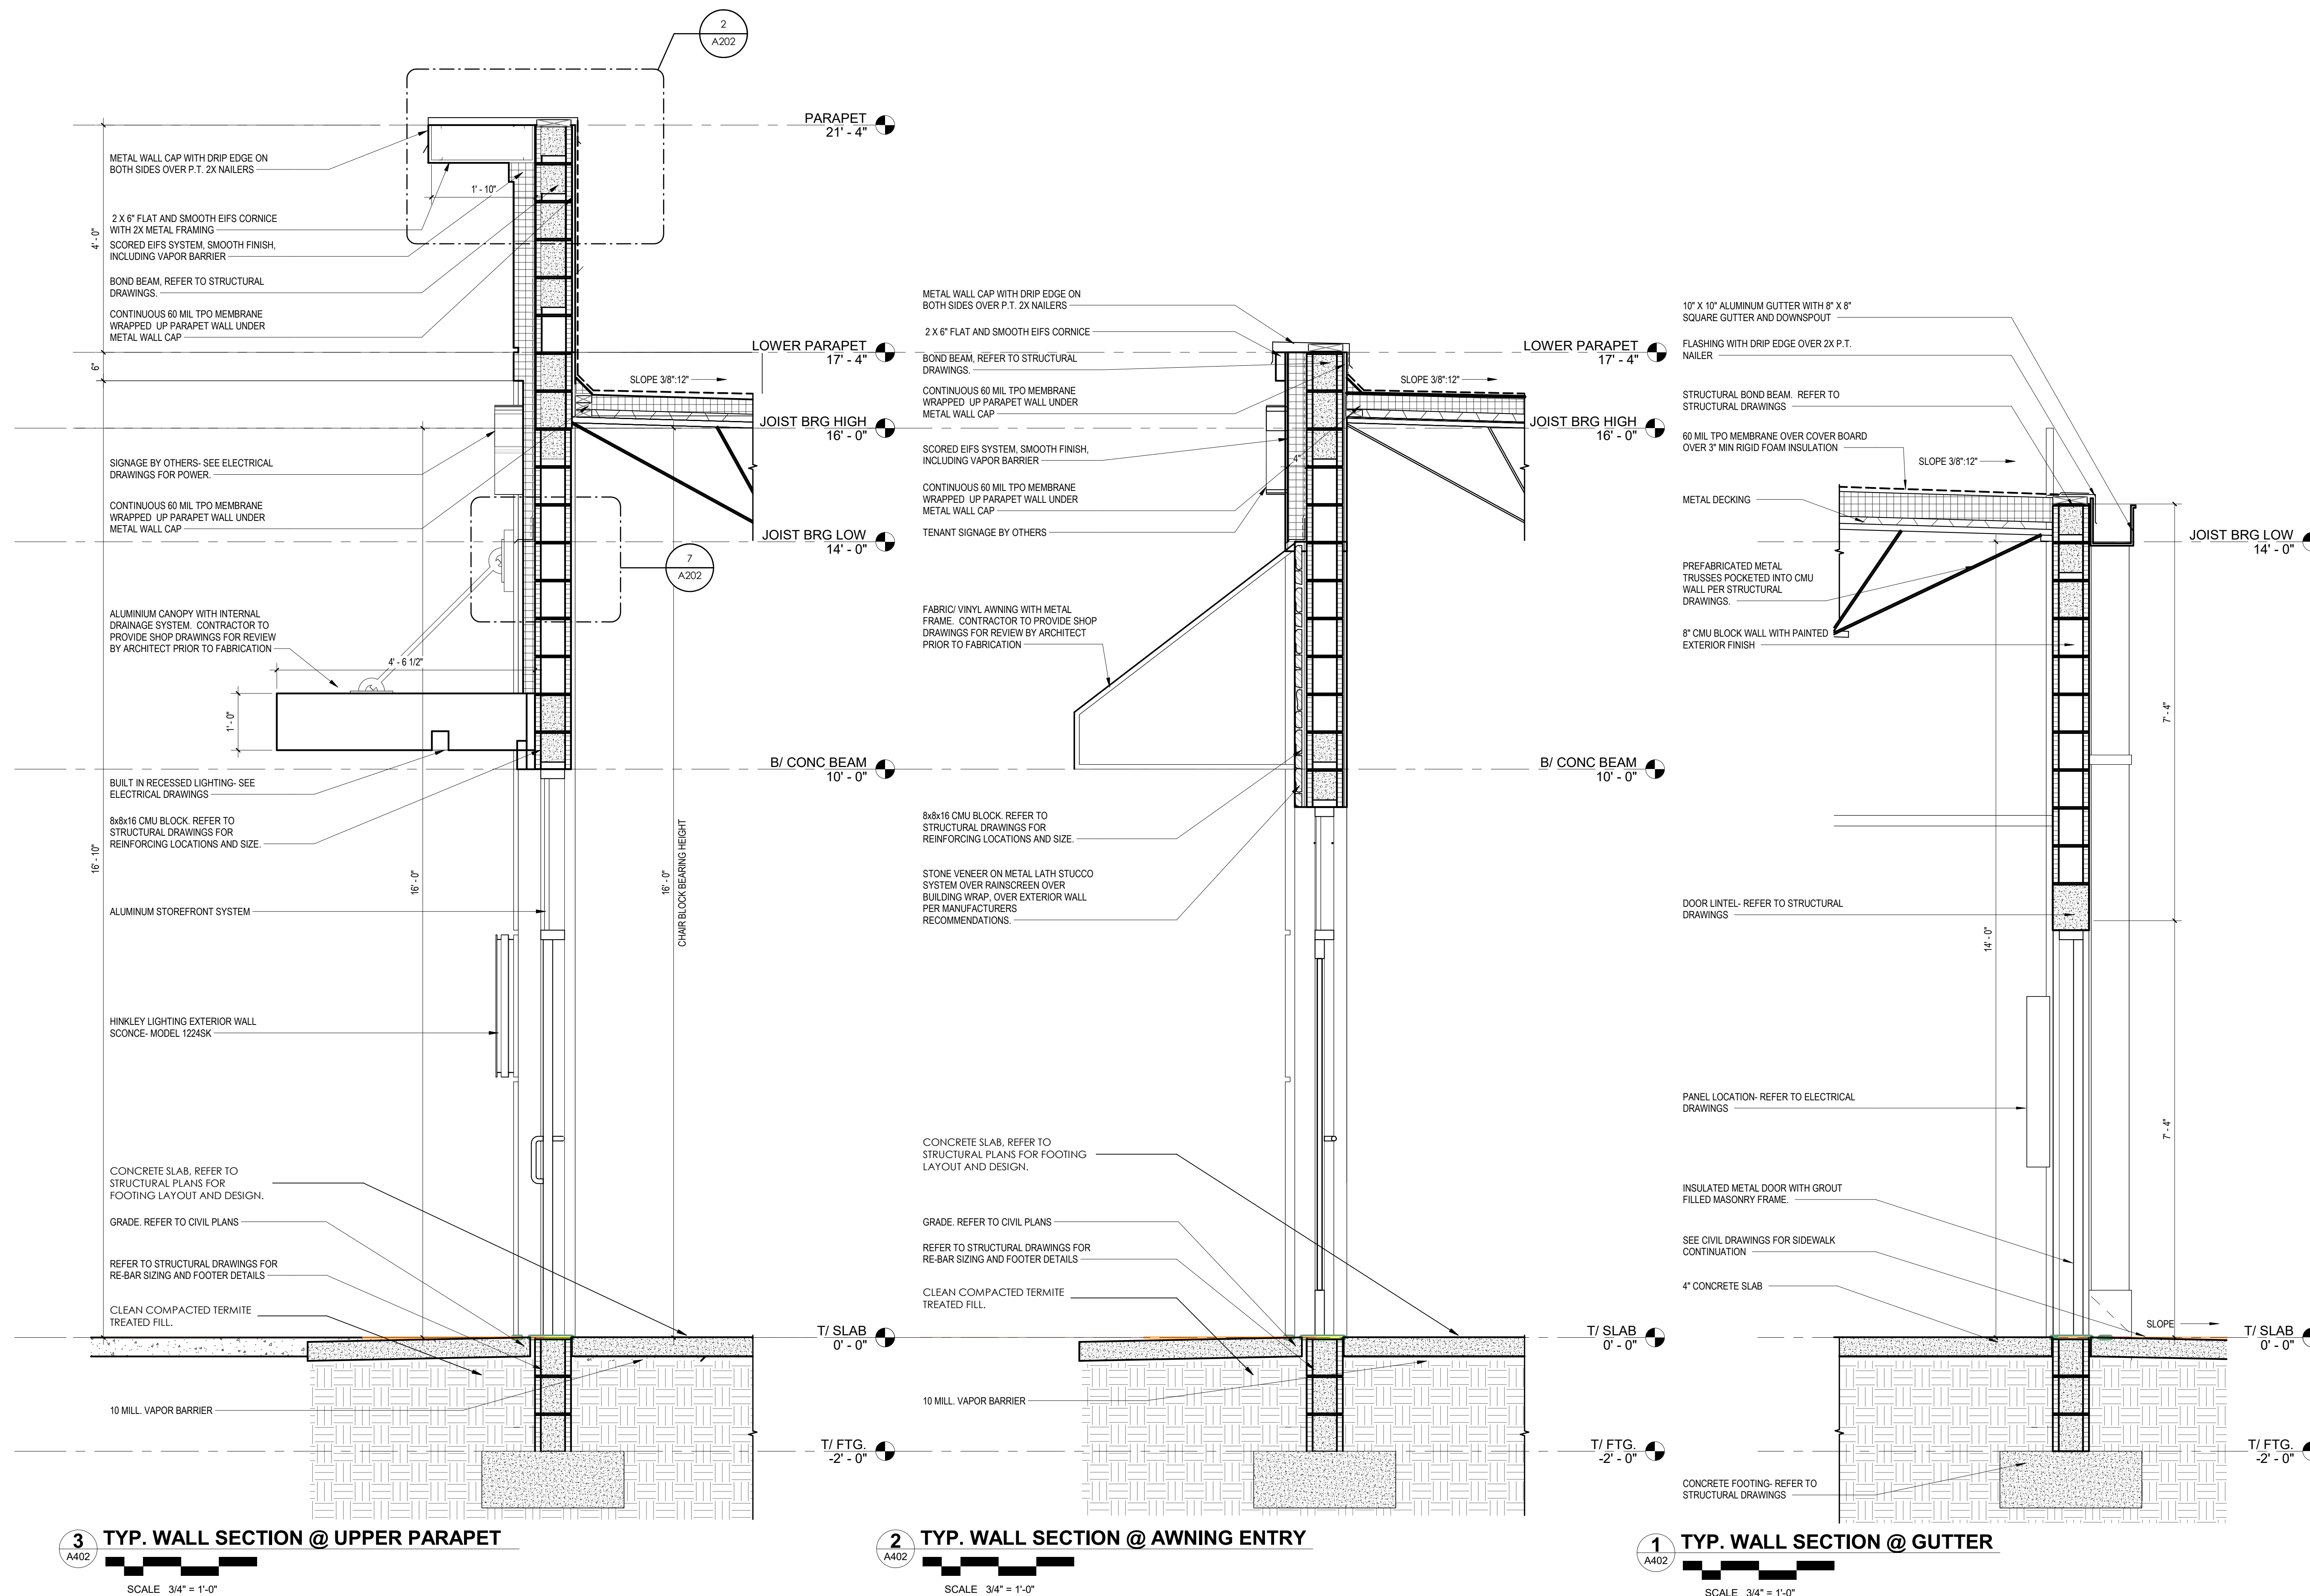 2
A202
PARAPET
21' - 4"
METAL WALL CAP WITH DRIP EDGE ON
BOTH SIDES OVER P.T. 2X NAILERS
1' - 10"
2 X 6" FLAT AND SMOOTH EIFS CORNICE
WITH 2X METAL FRAMING
4' - 0"
SCORED EIFS SYSTEM, SMOOTH FINISH,
INCLUDING VAPOR BARRIER
BOND BEAM, REFER TO STRUCTURAL
DRAWINGS.
CONTINUOUS 60 MIL TPO MEMBRANE
WRAPPED UP PARAPET WALL UNDER
METAL WALL CAP
LOWER PARAPET
17' - 4"
6"
SLOPE 3/8":12"
JOIST BRG HIGH
16' - 0"
SIGNAGE BY OTHERS- SEE ELECTRICAL
DRAWINGS FOR POWER.
CONTINUOUS 60 MIL TPO MEMBRANE
WRAPPED UP PARAPET WALL UNDER
METAL WALL CAP
JOIST BRG LOW
14' - 0"
7
A202
ALUMINIUM CANOPY WITH INTERNAL
DRAINAGE SYSTEM. CONTRACTOR TO
PROVIDE SHOP DRAWINGS FOR REVIEW
BY ARCHITECT PRIOR TO FABRICATION
4' - 6 1/2"
1' - 0"
B/ CONC BEAM
10' - 0"
BUILT IN RECESSED LIGHTING- SEE
ELECTRICAL DRAWINGS
8x8x16 CMU BLOCK. REFER TO
STRUCTURAL DRAWINGS FOR
REINFORCING LOCATIONS AND SIZE.
16' - 10"
16' - 0"
16' - 0"
CHAIR BLOCK BEARING HEIGHT
ALUMINUM STOREFRONT SYSTEM
HINKLEY LIGHTING EXTERIOR WALL
SCONCE- MODEL 1224SK
CONCRETE SLAB, REFER TO
STRUCTURAL PLANS FOR
FOOTING LAYOUT AND DESIGN.
GRADE. REFER TO CIVIL PLANS
REFER TO STRUCTURAL DRAWINGS FOR
RE-BAR SIZING AND FOOTER DETAILS
CLEAN COMPACTED TERMITE
TREATED FILL.
T/ SLAB
0' - 0"
10 MILL. VAPOR BARRIER
T/ FTG.
-2' - 0"
3
A402
TYP. WALL SECTION @ UPPER PARAPET
SCALE 3/4" = 1'-0"
METAL WALL CAP WITH DRIP EDGE ON
BOTH SIDES OVER P.T. 2X NAILERS
2 X 6" FLAT AND SMOOTH EIFS CORNICE
BOND BEAM, REFER TO STRUCTURAL
DRAWINGS.
LOWER PARAPET
17' - 4"
SLOPE 3/8":12"
CONTINUOUS 60 MIL TPO MEMBRANE
WRAPPED UP PARAPET WALL UNDER
METAL WALL CAP
JOIST BRG HIGH
16' - 0"
SCORED EIFS SYSTEM, SMOOTH FINISH,
INCLUDING VAPOR BARRIER
4"
CONTINUOUS 60 MIL TPO MEMBRANE
WRAPPED UP PARAPET WALL UNDER
METAL WALL CAP
TENANT SIGNAGE BY OTHERS
FABRIC/ VINYL AWNING WITH METAL
FRAME. CONTRACTOR TO PROVIDE SHOP
DRAWINGS FOR REVIEW BY ARCHITECT
PRIOR TO FABRICATION
B/ CONC BEAM
10' - 0"
8x8x16 CMU BLOCK. REFER TO
STRUCTURAL DRAWINGS FOR
REINFORCING LOCATIONS AND SIZE.
STONE VENEER ON METAL LATH STUCCO
SYSTEM OVER RAINSCREEN OVER
BUILDING WRAP, OVER EXTERIOR WALL
PER MANUFACTURERS
RECOMMENDATIONS.
CONCRETE SLAB, REFER TO
STRUCTURAL PLANS FOR FOOTING
LAYOUT AND DESIGN.
GRADE. REFER TO CIVIL PLANS
REFER TO STRUCTURAL DRAWINGS FOR
RE-BAR SIZING AND FOOTER DETAILS
CLEAN COMPACTED TERMITE
TREATED FILL.
T/ SLAB
0' - 0"
10 MILL. VAPOR BARRIER
T/ FTG.
-2' - 0"
2
A402
TYP. WALL SECTION @ AWNING ENTRY
SCALE 3/4" = 1'-0"
10" X 10" ALUMINUM GUTTER WITH 8" X 8"
SQUARE GUTTER AND DOWNSPOUT
FLASHING WITH DRIP EDGE OVER 2X P.T.
NAILER
STRUCTURAL BOND BEAM. REFER TO
STRUCTURAL DRAWINGS
60 MIL TPO MEMBRANE OVER COVER BOARD
OVER 3" MIN RIGID FOAM INSULATION
SLOPE 3/8":12"
METAL DECKING
JOIST BRG LOW
14' - 0"
PREFABRICATED METAL
TRUSSES POCKETED INTO CMU
WALL PER STRUCTURAL
DRAWINGS.
8" CMU BLOCK WALL WITH PAINTED
EXTERIOR FINISH
7' - 4"
DOOR LINTEL- REFER TO STRUCTURAL
DRAWINGS
14' - 0"
PANEL LOCATION- REFER TO ELECTRICAL
DRAWINGS
7' - 4"
INSULATED METAL DOOR WITH GROUT
FILLED MASONRY FRAME.
SEE CIVIL DRAWINGS FOR SIDEWALK
CONTINUATION
4" CONCRETE SLAB
SLOPE
T/ SLAB
0' - 0"
T/ FTG.
-2' - 0"
CONCRETE FOOTING- REFER TO
STRUCTURAL DRAWINGS
1
A402
TYP. WALL SECTION @ GUTTER
SCALE 3/4" = 1'-0"